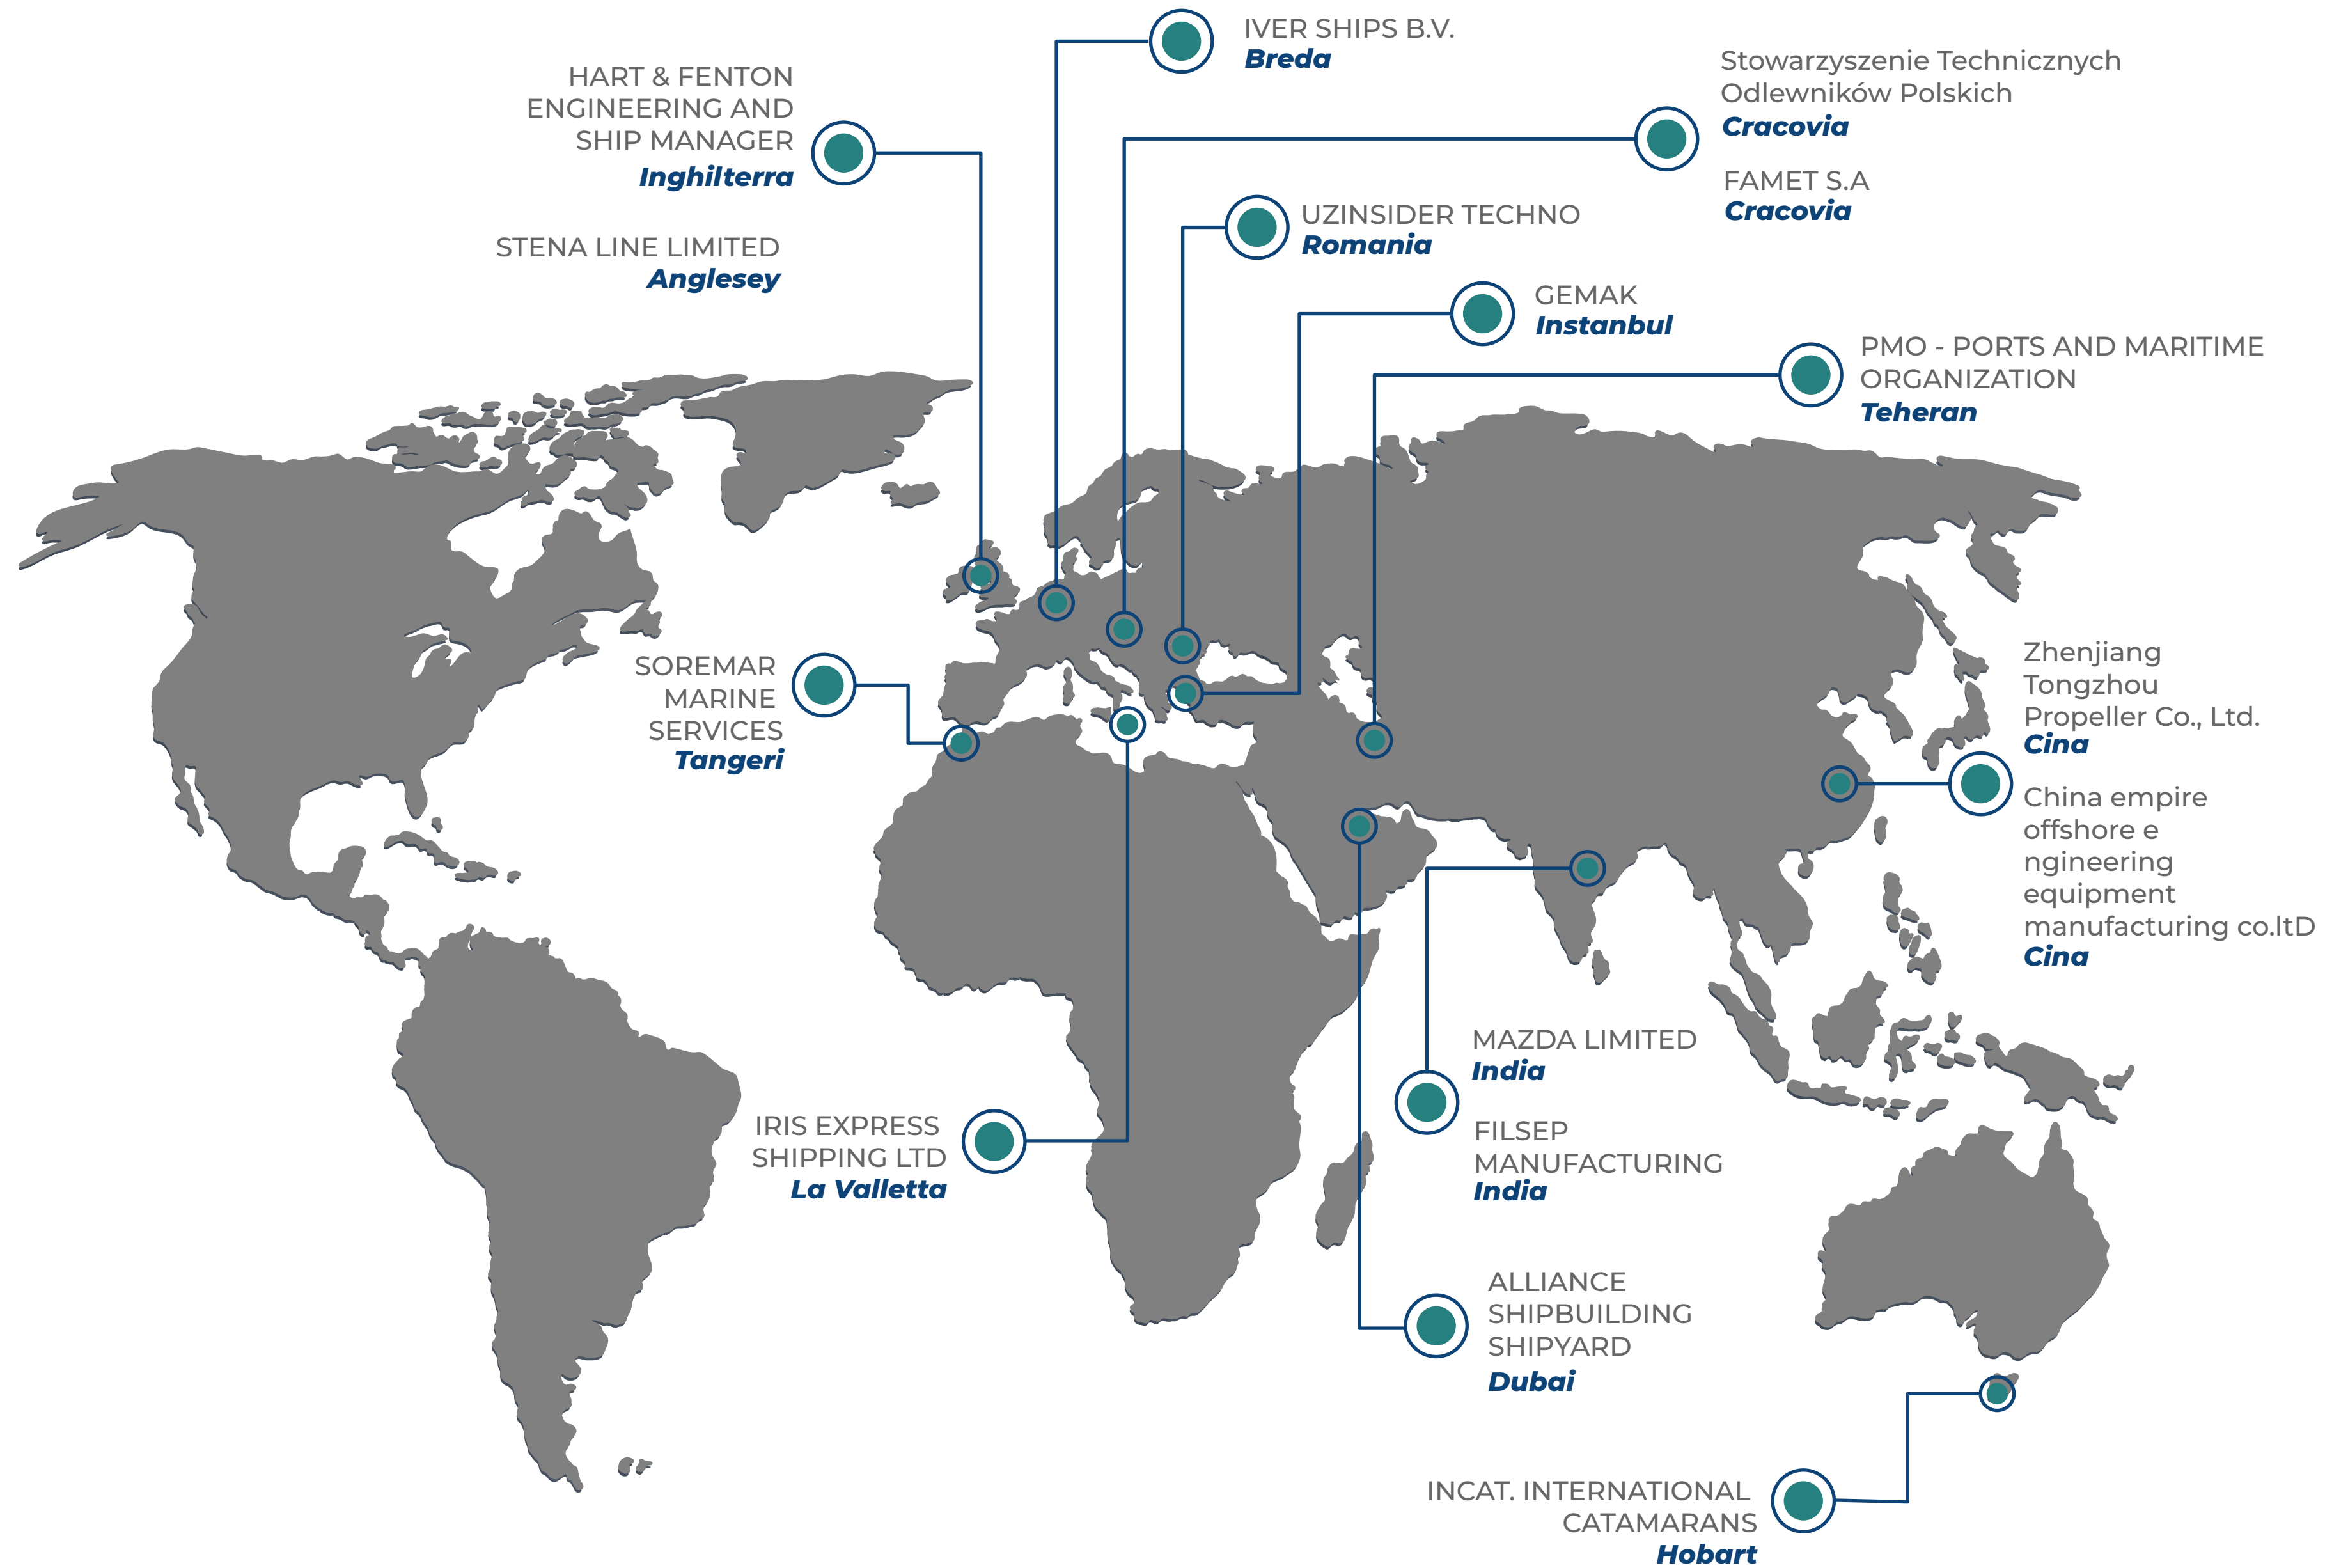 IVER SHIPS B.V.
Breda
HART & FENTON
ENGINEERING AND
SHIP MANAGER
Inghilterra
STENA LINE LIMITED
Anglesey
Stowarzyszenie Technicznych
Odlewników Polskich
Cracovia
FAMET S.A
Cracovia
UZINSIDER TECHNO
Romania
GEMAK
Instanbul
PMO - PORTS AND MARITIME
ORGANIZATION
Teheran
SOREMAR
MARINE
SERVICES
Tangeri
Zhenjiang
Tongzhou
Propeller Co., Ltd.
Cina
China empire
offshore e
ngineering
equipment
manufacturing co.ltD
Cina
MAZDA LIMITED
India
FILSEP
MANUFACTURING
India
IRIS EXPRESS
SHIPPING LTD
La Valletta
ALLIANCE
SHIPBUILDING
SHIPYARD
Dubai
INCAT. INTERNATIONAL
CATAMARANS
Hobart